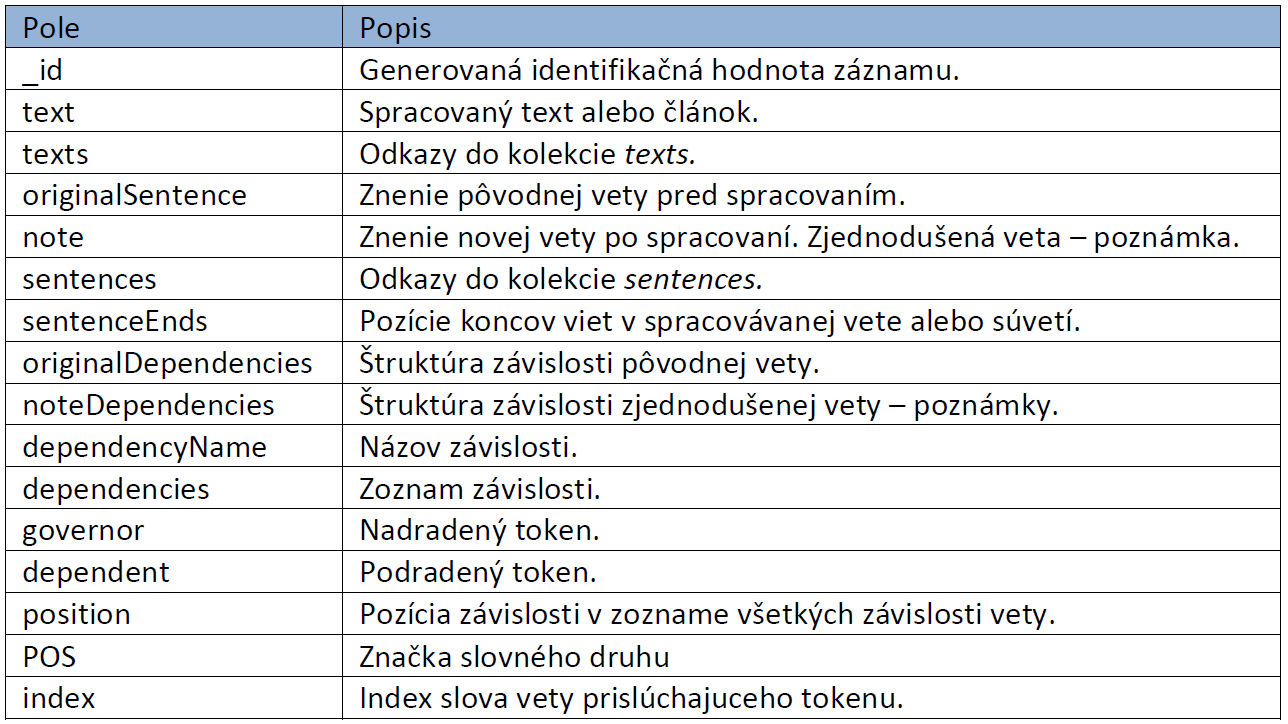 Pole Popis
_id Generovaná identifikačná hodnota záznamu.
text Spracovaný text alebo článok.
texts Odkazy do kolekcie texts.
originalSentence Znenie pôvodnej vety pred spracovaním.
note Znenie novej vety po spracovaní. Zjednodušená veta – poznámka.
sentences Odkazy do kolekcie sentences.
sentenceEnds Pozície koncov viet v spracovávanej vete alebo súvetí.
originalDependencies Štruktúra závislosti pôvodnej vety.
noteDependencies Štruktúra závislosti zjednodušenej vety – poznámky.
dependencyName Názov závislosti.
dependencies Zoznam závislosti.
governor Nadradený token.
dependent Podradený token.
position Pozícia závislosti v zozname všetkých závislosti vety.
POS Značka slovného druhu
index Index slova vety prislúchajuceho tokenu.